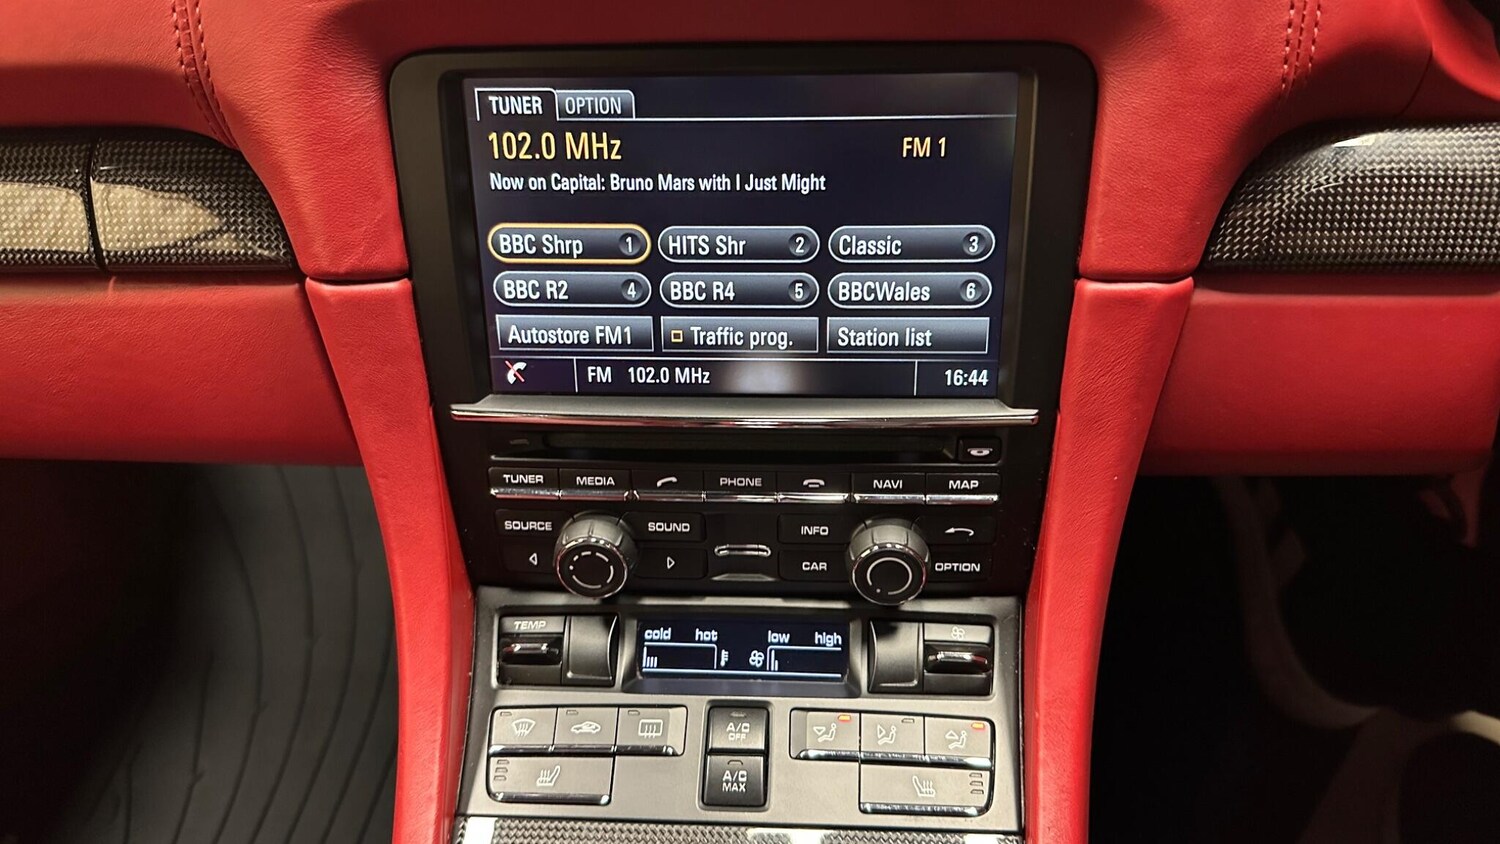 TUNER OPTION
102.0 MHz FM 1
Now on Capital: Bruno Mars with I Just Might
BBC Shrp 1 HITS Shr 2 Classic 3
BBC R2 4 BBC R4 5 BBCWales 6
Autostore FM1 Traffic prog. Station list
FM 102.0 MHz 16:44
TUNER MEDIA PHONE NAVI MAP
SOURCE SOUND INFO
CAR OPTION
TEMP cold hot low high
A/C OFF
A/C MAX